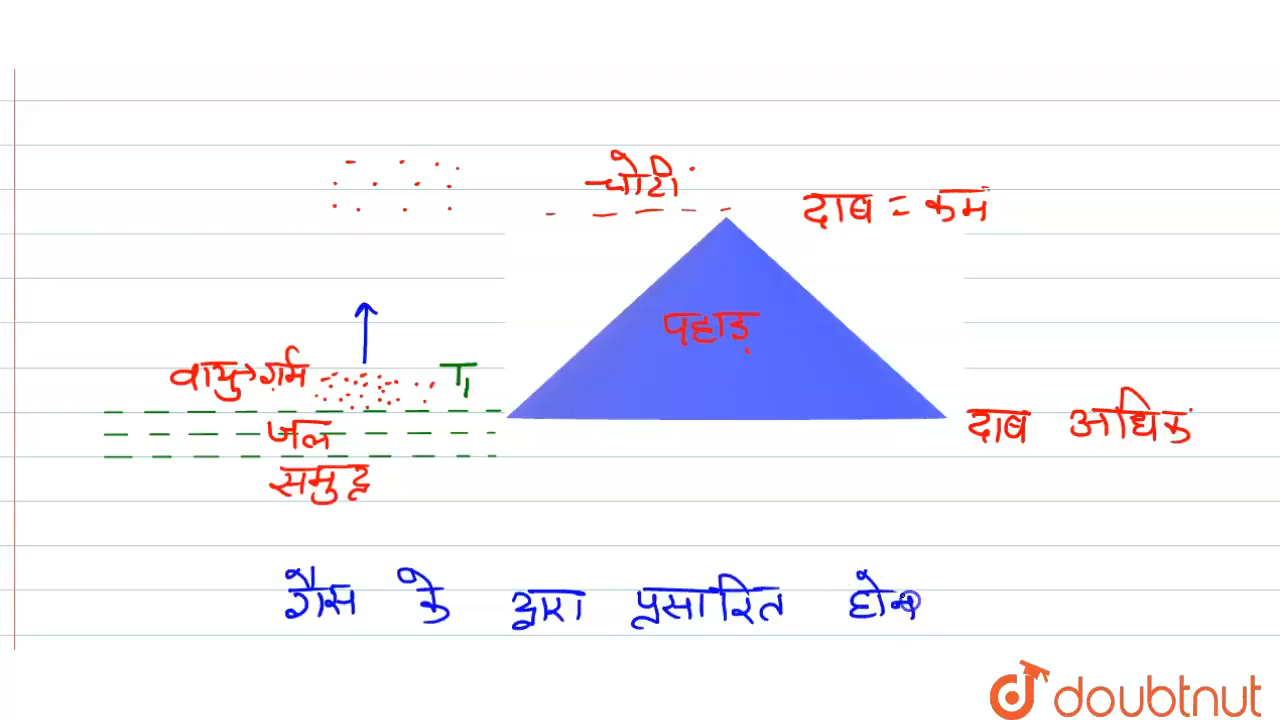 चोटी
दाब = कम
पहाड़
वायु→गर्म
T₁
जल
समुद्र
दाब अधिक
गैस के द्वारा प्रसारित
doubtnut